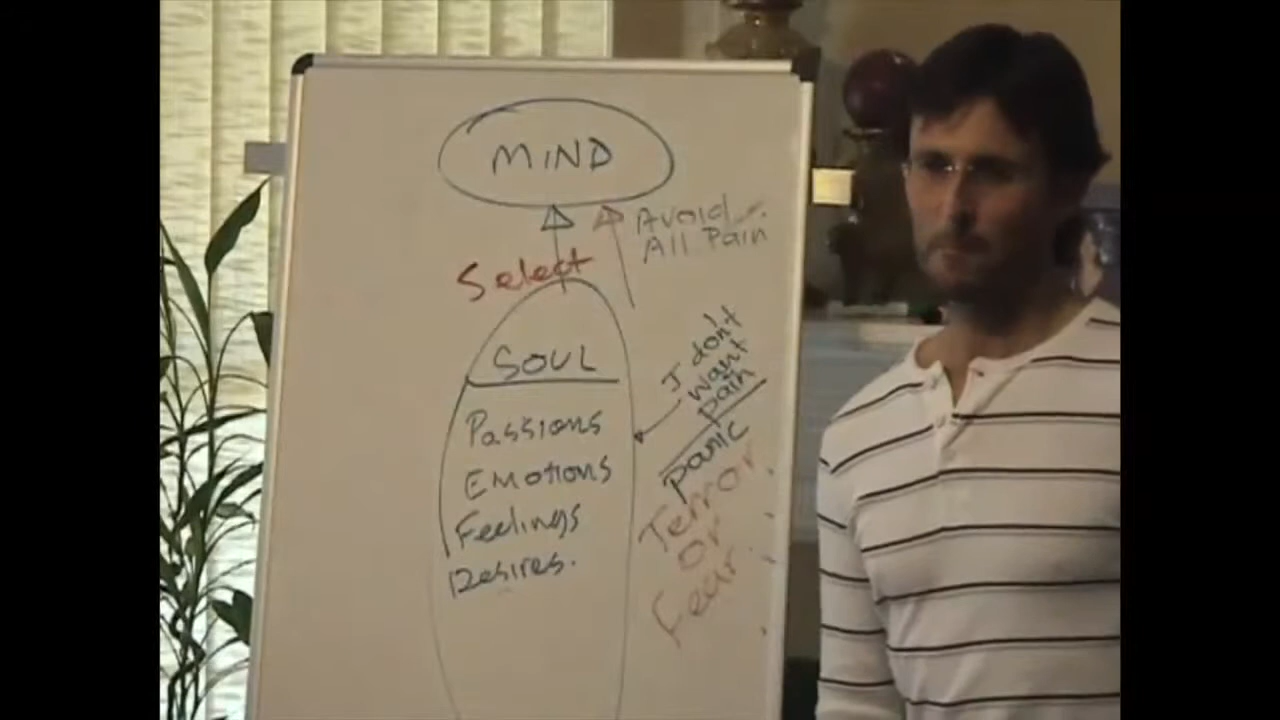 MIND
Avoid
All Pain
Select
I don't
want
pain
SOUL
Passions
Emotions
Feelings
Desires.
panic
Terror
or
Fear